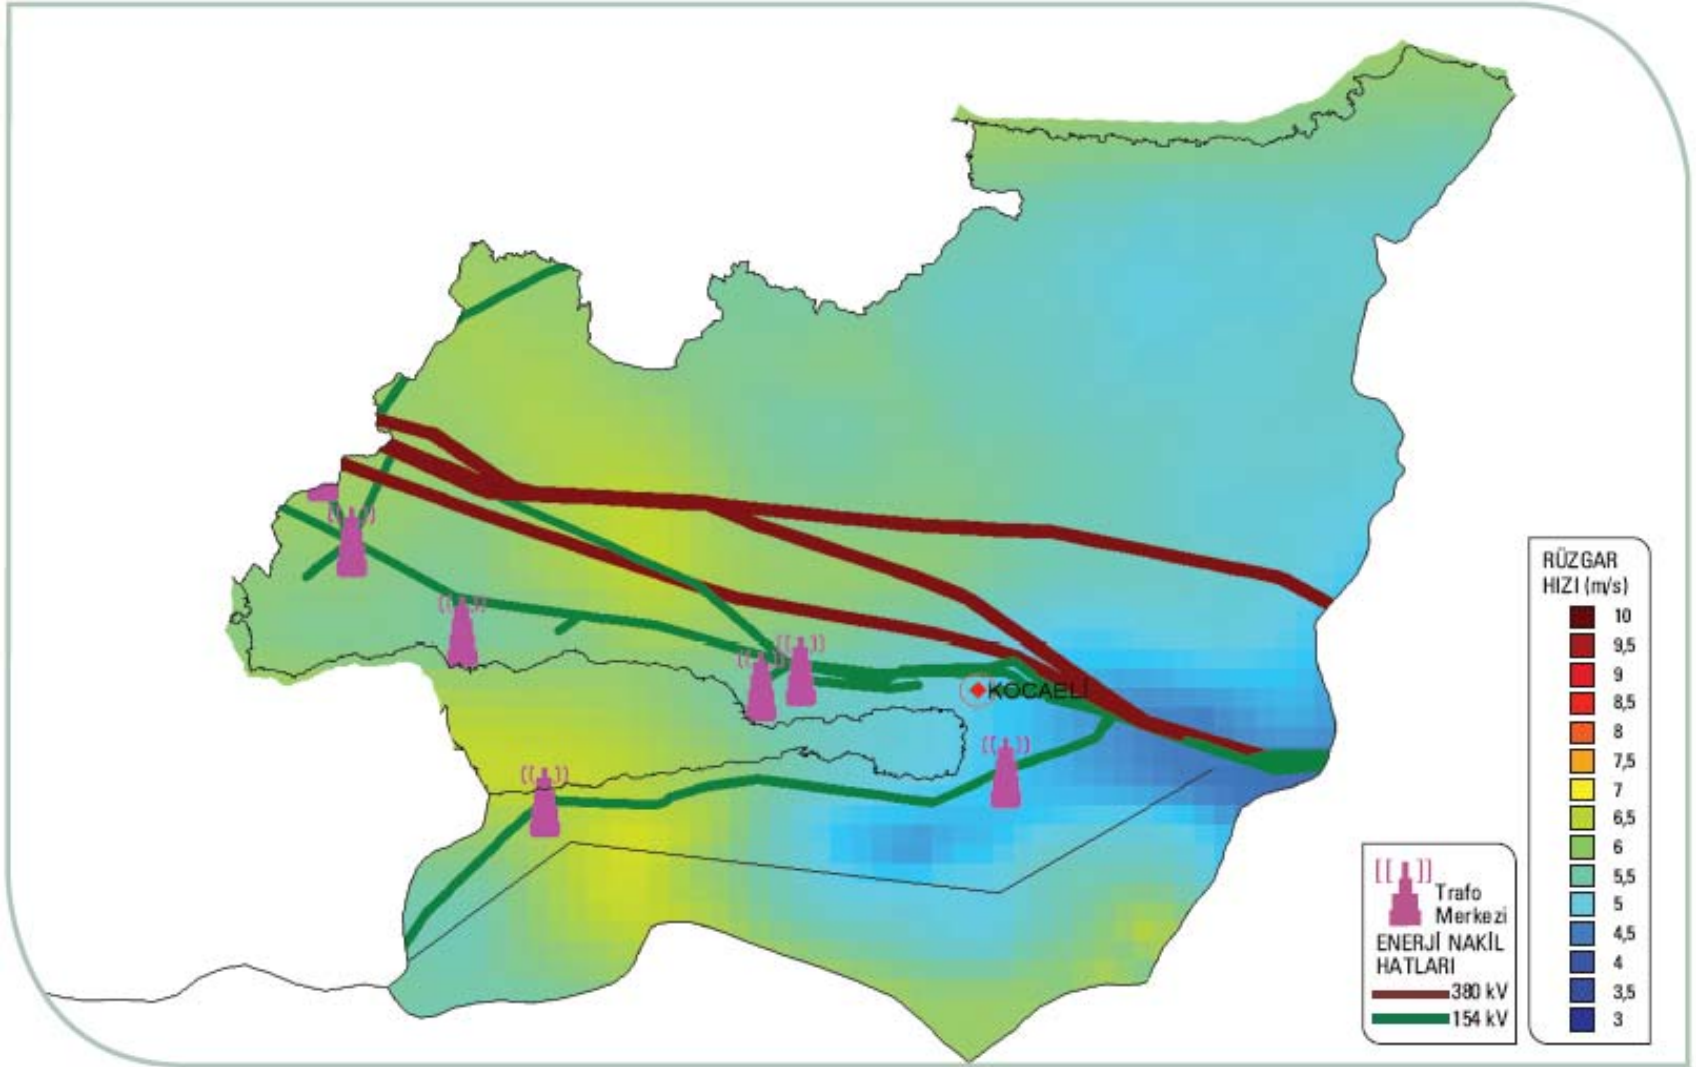 KOCAELİ
RÜZGAR
HIZI (m/s)
10
9,5
9
8,5
8
7,5
7
6,5
6
5,5
5
4,5
4
3,5
3
Trafo
Merkezi
ENERJİ NAKİL
HATLARI
380 kV
154 kV